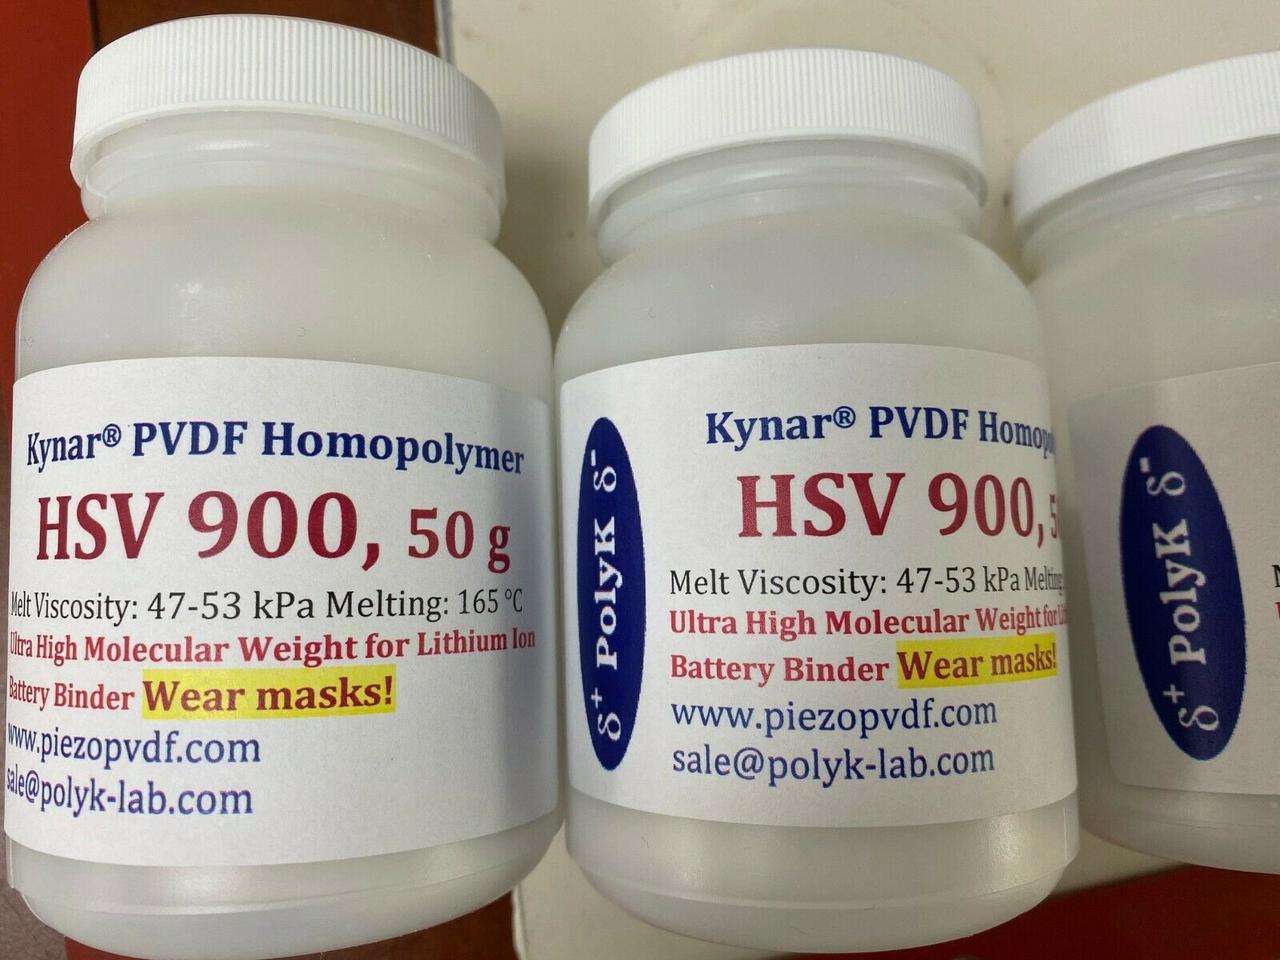 Kynar® PVDF Homopolymer
HSV 900, 50 g
Melt Viscosity: 47-53 kPa Melting: 165 °C
Ultra High Molecular Weight for Lithium Ion
Battery Binder Wear masks!
www.piezopvdf.com
sale@polyk-lab.com
δ⁺ PolyK δ⁻
Kynar® PVDF
HSV 900,
Melt Viscosity: 47-53 kPa Melting
Ultra High Molecular Weight for
Battery Binder Wear masks!
www.piezopvdf.com
sale@polyk-lab.com
δ⁺ PolyK δ⁻